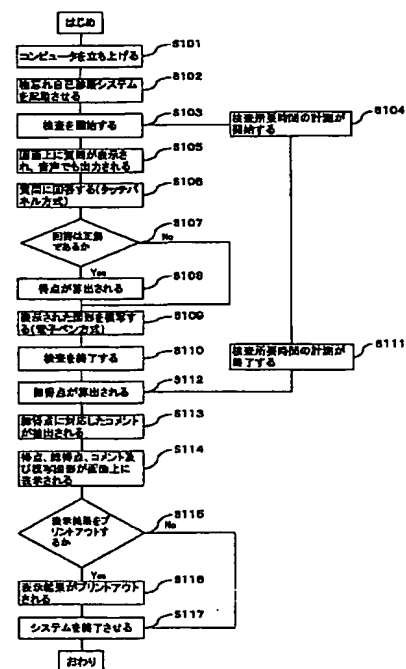 はじめ
コンピュータを立ち上げる
S101
物忘れ自己診断システム
を起動させる
S102
検査を開始する
S103
検査所要時間の計測が
開始する
S104
画面上に質問が表示さ
れ、音声でも出力される
S105
質問に回答する(タッチパ
ネル方式)
S106
回答は正解
であるか
S107
No
Yes
得点が算出される
S108
表示された図形を模写す
る(電子ペン方式)
S109
検査を終了する
S110
検査所要時間の計測が
終了する
S111
総得点が算出される
S112
総得点に対応したコメント
が抽出される
S113
得点、総得点、コメント及
び模写図形が画面上に
表示される
S114
表示結果をプ
リントアウトす
るか
S115
No
Yes
表示結果がプリントアウト
される
S116
システムを終了させる
S117
おわり